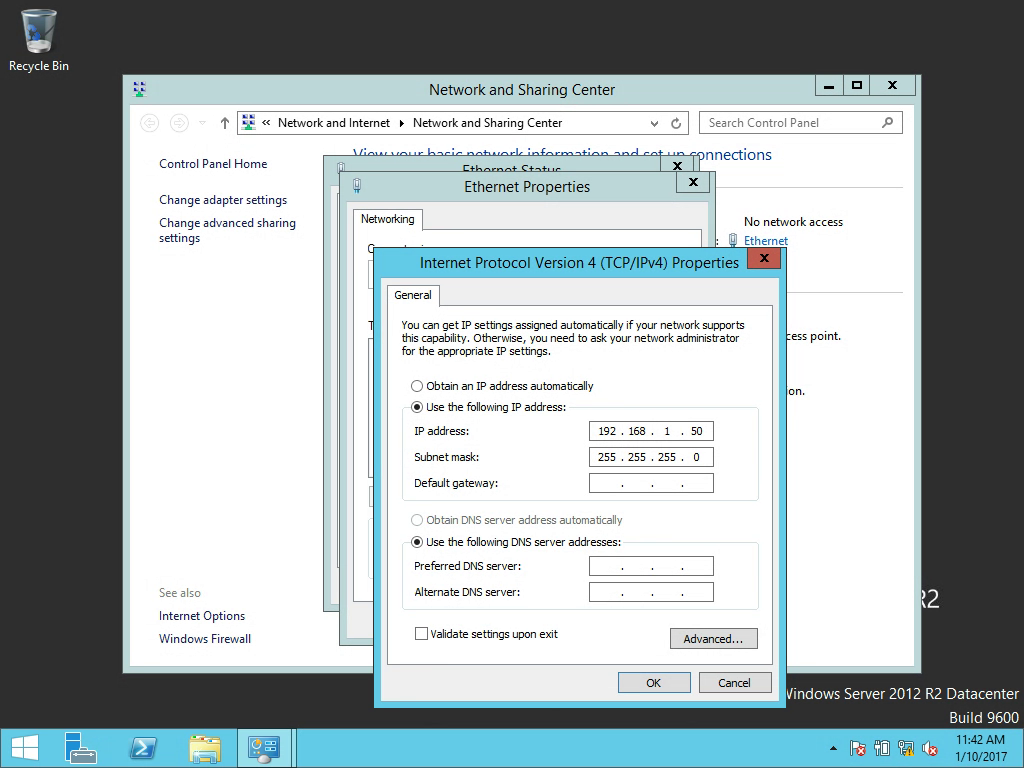 Recycle Bin
Network and Sharing Center
Network and Internet
Network and Sharing Center
Search Control Panel
Control Panel Home
Change adapter settings
Change advanced sharing
settings
View your basic network information and set up connections
Ethernet Status
Ethernet Properties
Networking
No network access
Ethernet
cess point.
on.
Internet Protocol Version 4 (TCP/IPv4) Properties
General
You can get IP settings assigned automatically if your network supports
this capability. Otherwise, you need to ask your network administrator
for the appropriate IP settings.
Obtain an IP address automatically
Use the following IP address:
IP address: 192 . 168 . 1 . 50
Subnet mask: 255 . 255 . 255 . 0
Default gateway: . . .
Obtain DNS server address automatically
Use the following DNS server addresses:
Preferred DNS server: . . .
Alternate DNS server: . . .
Validate settings upon exit
Advanced...
OK
Cancel
See also
Internet Options
Windows Firewall
R2
Windows Server 2012 R2 Datacenter
Build 9600
11:42 AM
1/10/2017